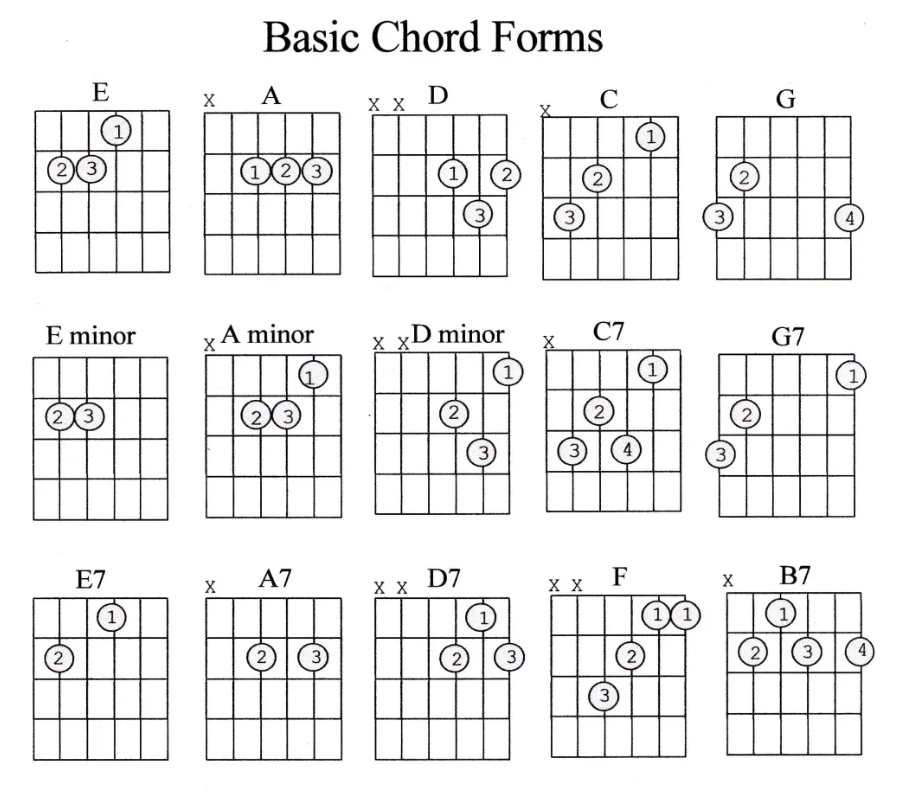 Basic Chord Forms
E
1
2 3
X A
1 2 3
X X D
1 2
3
X C
1
2
3
G
2
3 4
E minor
2 3
X A minor
1
2 3
X X D minor
1
2
3
X C7
1
2
3 4
G7
1
2
3
E7
1
2
X A7
2 3
X X D7
1
2 3
X X F
1 1
2
3
X B7
1
2 3 4